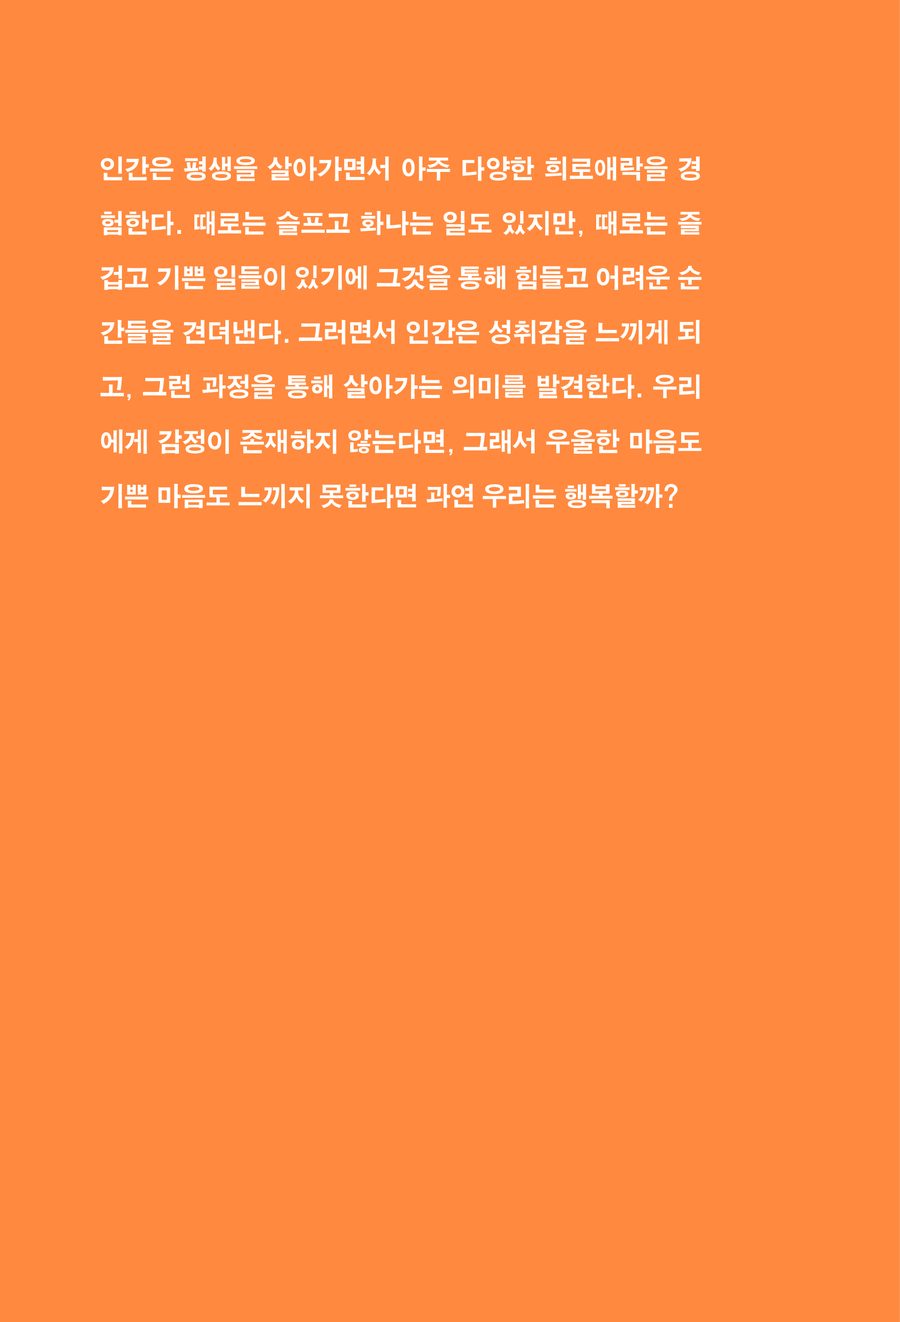 인간은 평생을 살아가면서 아주 다양한 희로애락을 경
험한다. 때로는 슬프고 화나는 일도 있지만, 때로는 즐
겁고 기쁜 일들이 있기에 그것을 통해 힘들고 어려운 순
간들을 견뎌낸다. 그러면서 인간은 성취감을 느끼게 되
고, 그런 과정을 통해 살아가는 의미를 발견한다. 우리
에게 감정이 존재하지 않는다면, 그래서 우울한 마음도
기쁜 마음도 느끼지 못한다면 과연 우리는 행복할까?